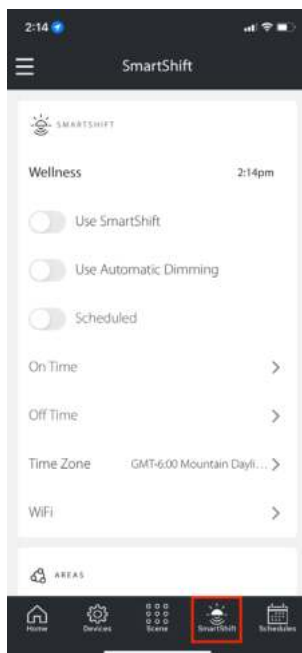 2:14
SmartShift
SMARTSHIFT
Wellness 2:14pm
Use SmartShift
Use Automatic Dimming
Scheduled
On Time
Off Time
Time Zone GMT-6:00 Mountain Dayli...
WiFi
AREAS
Home Devices Scene SmartShift Schedules